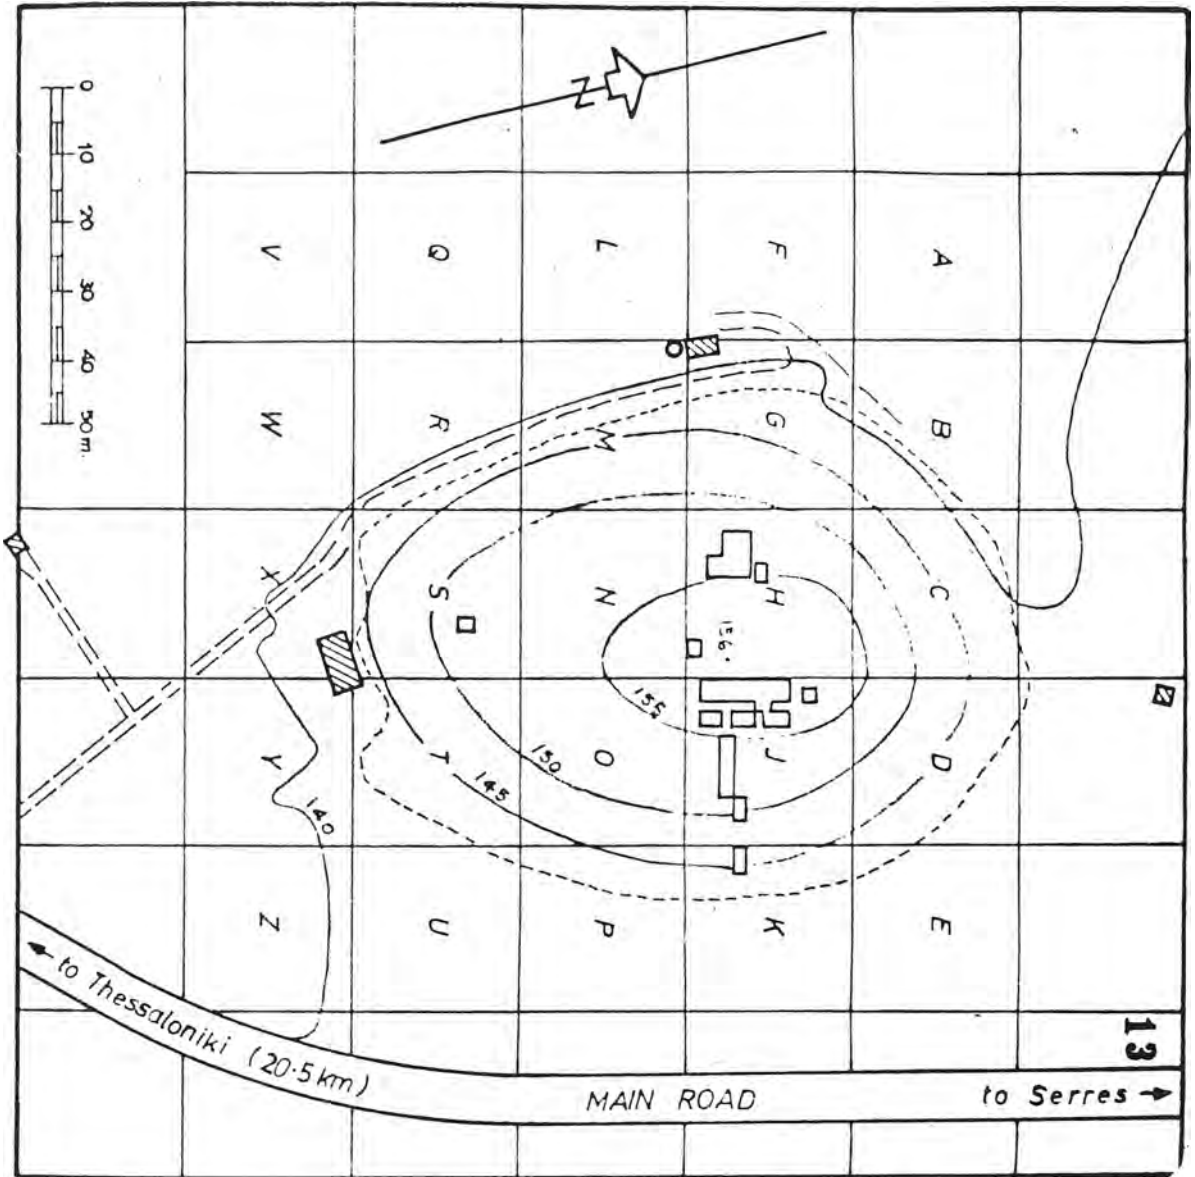 N
0
10
20
30
40
50 m.
V
Q
L
F
A
W
R
M
G
B
X
S
N
H
C
156
155
150
145
140
Y
T
O
J
D
Z
U
P
K
E
13
to Thessaloniki (20·5 km)
MAIN ROAD
to Serres